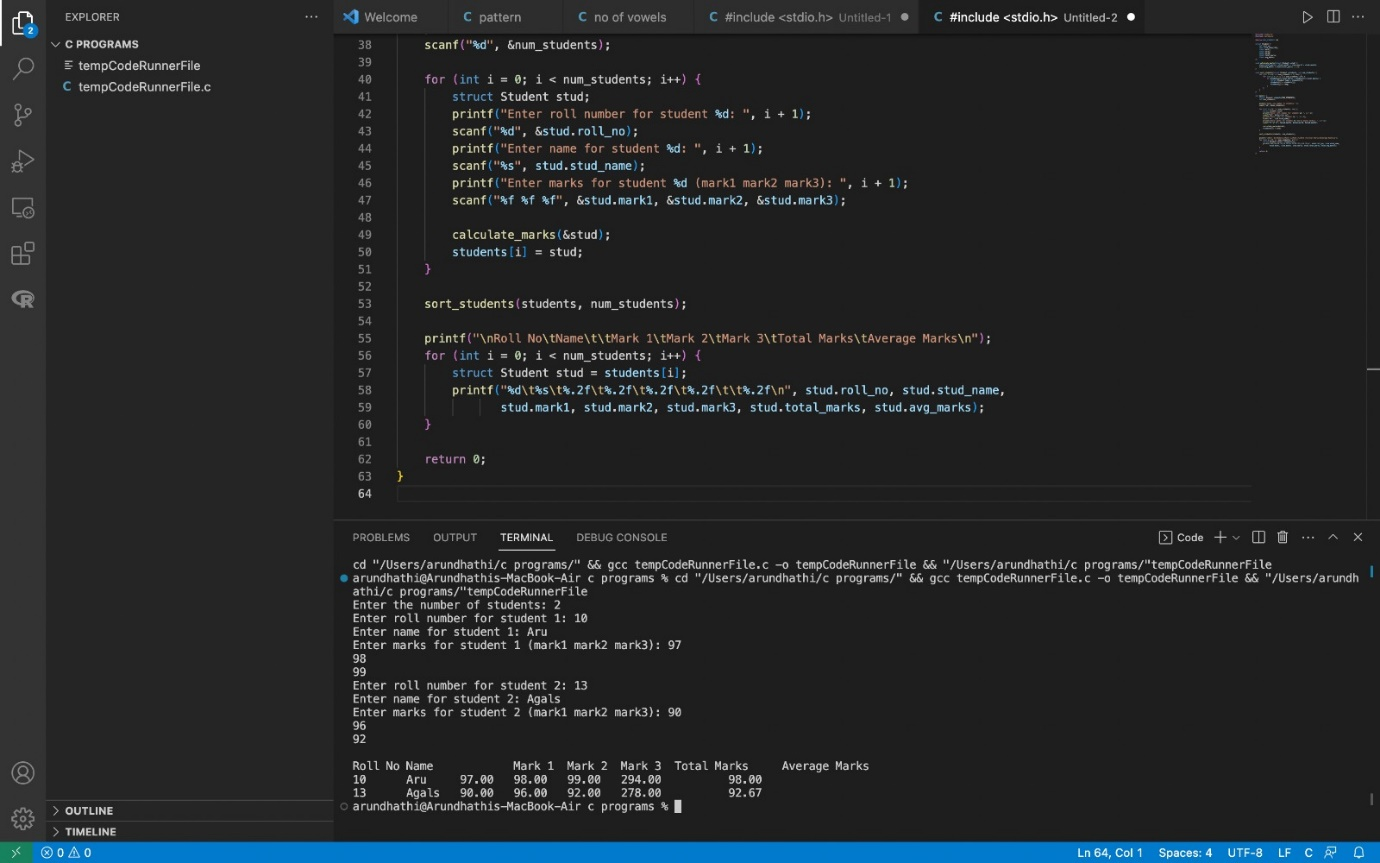 EXPLORER
Welcome
pattern
no of vowels
#include <stdio.h> Untitled-1
#include <stdio.h> Untitled-2
2
C PROGRAMS
tempCodeRunnerFile
C tempCodeRunnerFile.c
38 scanf("%d", &num_students);
39
40 for (int i = 0; i < num_students; i++) {
41 struct Student stud;
42 printf("Enter roll number for student %d: ", i + 1);
43 scanf("%d", &stud.roll_no);
44 printf("Enter name for student %d: ", i + 1);
45 scanf("%s", stud.stud_name);
46 printf("Enter marks for student %d (mark1 mark2 mark3): ", i + 1);
47 scanf("%f %f %f", &stud.mark1, &stud.mark2, &stud.mark3);
48
49 calculate_marks(&stud);
50 students[i] = stud;
51 }
52
53 sort_students(students, num_students);
54
55 printf("\nRoll No\tName\t\tMark 1\tMark 2\tMark 3\tTotal Marks\tAverage Marks\n");
56 for (int i = 0; i < num_students; i++) {
57 struct Student stud = students[i];
58 printf("%d\t%s\t%.2f\t%.2f\t%.2f\t%.2f\t\t%.2f\n", stud.roll_no, stud.stud_name,
59 stud.mark1, stud.mark2, stud.mark3, stud.total_marks, stud.avg_marks);
60 }
61
62 return 0;
63 }
64
PROBLEMS OUTPUT TERMINAL DEBUG CONSOLE
Code
cd "/Users/arundhathi/c programs/" && gcc tempCodeRunnerFile.c -o tempCodeRunnerFile && "/Users/arundhathi/c programs/"tempCodeRunnerFile
arundhathi@Arundhathis-MacBook-Air c programs % cd "/Users/arundhathi/c programs/" && gcc tempCodeRunnerFile.c -o tempCodeRunnerFile && "/Users/arundh
athi/c programs/"tempCodeRunnerFile
Enter the number of students: 2
Enter roll number for student 1: 10
Enter name for student 1: Aru
Enter marks for student 1 (mark1 mark2 mark3): 97
98
99
Enter roll number for student 2: 13
Enter name for student 2: Agals
Enter marks for student 2 (mark1 mark2 mark3): 90
96
92
Roll No Name Mark 1 Mark 2 Mark 3 Total Marks Average Marks
10 Aru 97.00 98.00 99.00 294.00 98.00
13 Agals 90.00 96.00 92.00 278.00 92.67
arundhathi@Arundhathis-MacBook-Air c programs %
OUTLINE
TIMELINE
0 0
Ln 64, Col 1 Spaces: 4 UTF-8 LF C